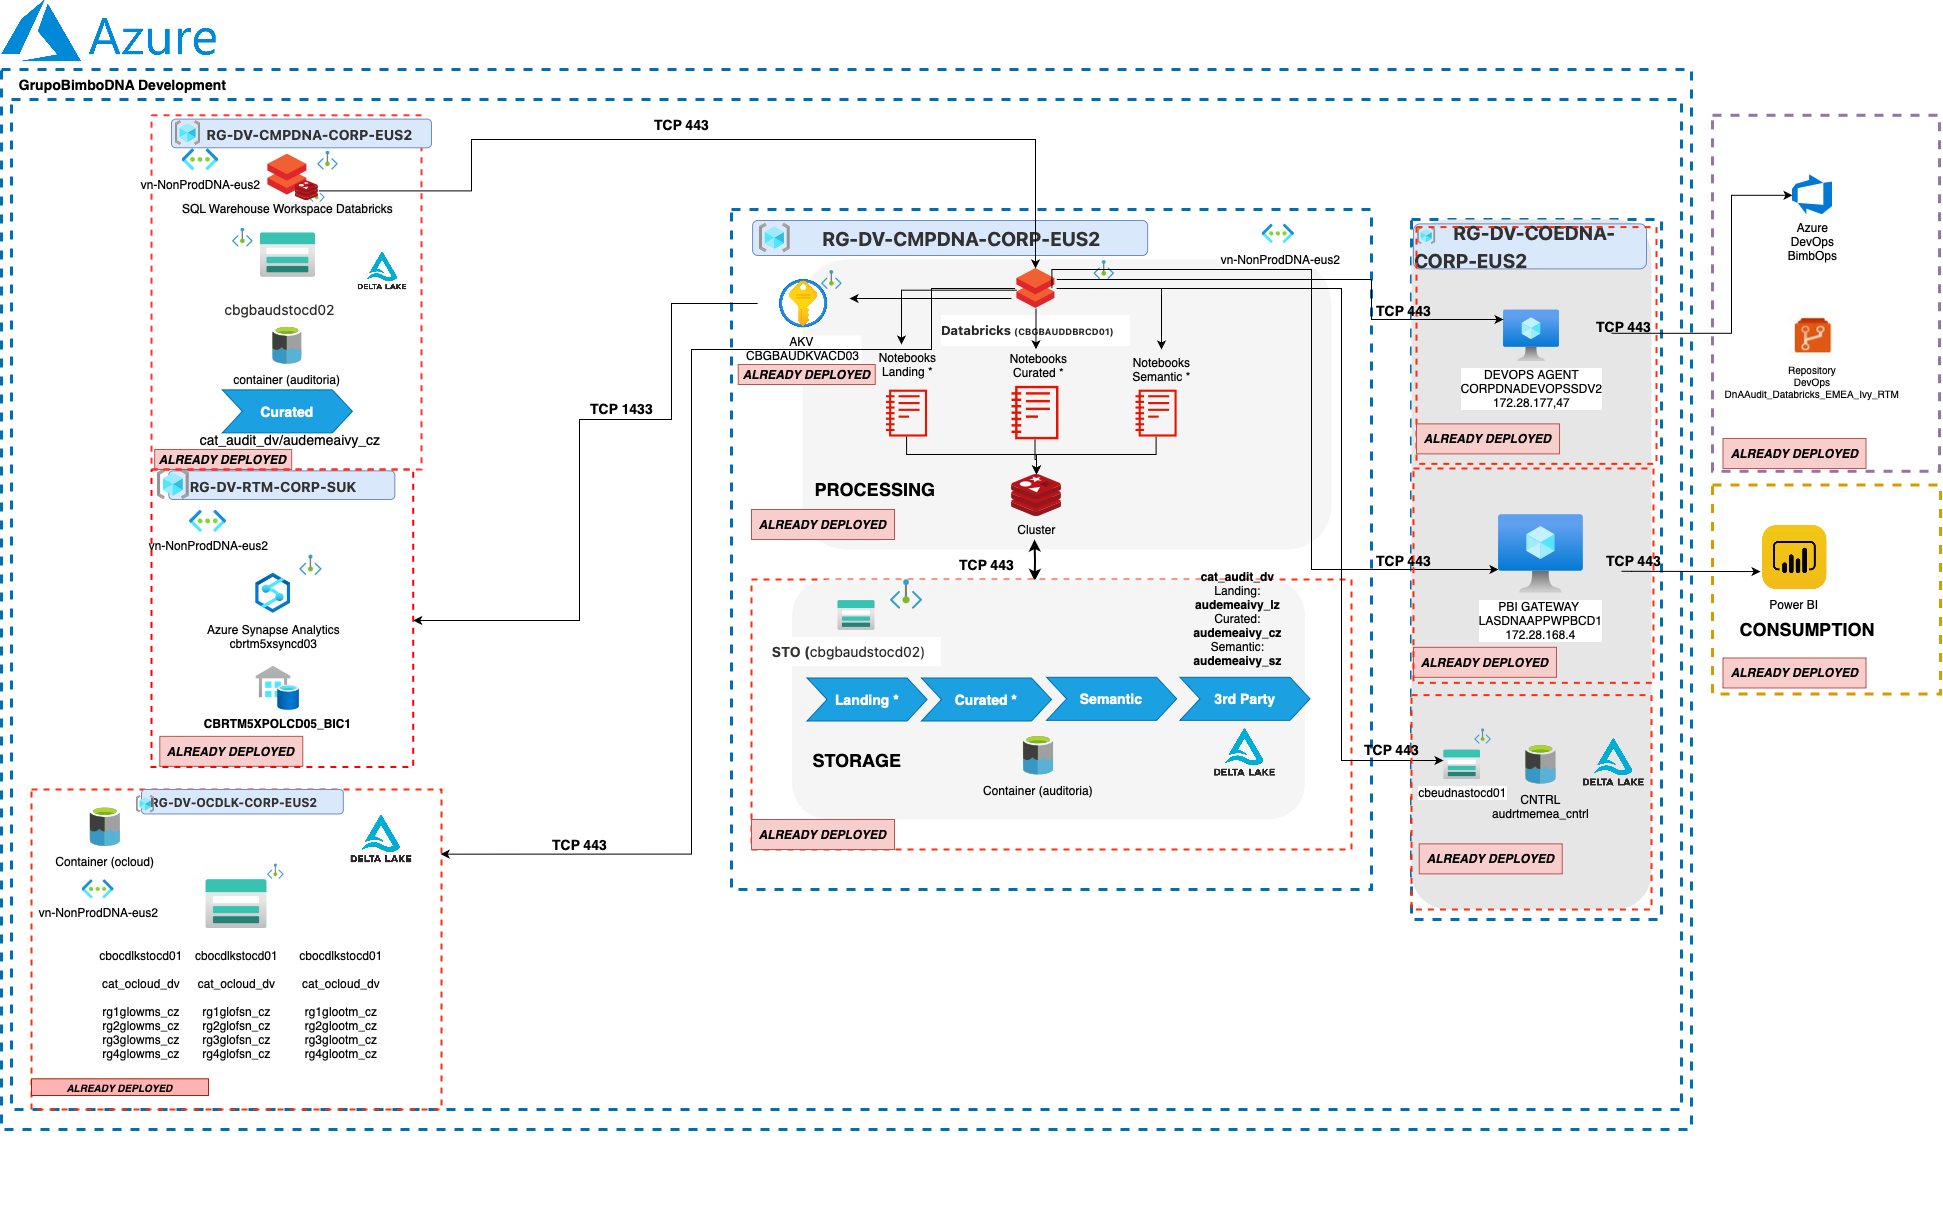 Azure
GrupoBimboDNA Development
RG-DV-CMPDNA-CORP-EUS2
vn-NonProdDNA-eus2
SQL Warehouse Workspace Databricks
cbgbaudstocd02
DELTA LAKE
container (auditoria)
Curated
cat_audit_dv/audemeaivy_cz
ALREADY DEPLOYED
RG-DV-RTM-CORP-SUK
vn-NonProdDNA-eus2
Azure Synapse Analytics
cbrtm5xsyncd03
CBRTM5XPOLCD05_BIC1
ALREADY DEPLOYED
RG-DV-OCDLK-CORP-EUS2
Container (ocloud)
DELTA LAKE
vn-NonProdDNA-eus2
cbocdlkstocd01 cbocdlkstocd01 cbocdlkstocd01
cat_ocloud_dv cat_ocloud_dv cat_ocloud_dv
rg1glowms_cz rg1glofsn_cz rg1glootm_cz
rg2glowms_cz rg2glofsn_cz rg2glootm_cz
rg3glowms_cz rg3glofsn_cz rg3glootm_cz
rg4glowms_cz rg4glofsn_cz rg4glootm_cz
ALREADY DEPLOYED
TCP 443
TCP 1433
TCP 443
RG-DV-CMPDNA-CORP-EUS2
vn-NonProdDNA-eus2
AKV
CBGBAUDKVACD03
ALREADY DEPLOYED
Databricks (CBGBAUDDBRCD01)
Notebooks
Landing *
Notebooks
Curated *
Notebooks
Semantic *
PROCESSING
ALREADY DEPLOYED
Cluster
TCP 443
cat_audit_dv
Landing:
audemeaivy_lz
Curated:
audemeaivy_cz
Semantic:
audemeaivy_sz
STO (cbgbaudstocd02)
Landing *
Curated *
Semantic
3rd Party
STORAGE
Container (auditoria)
DELTA LAKE
ALREADY DEPLOYED
TCP 443
TCP 443
TCP 443
RG-DV-COEDNA-
CORP-EUS2
DEVOPS AGENT
CORPDNADEVOPSSDV2
172.28.177,47
ALREADY DEPLOYED
TCP 443
PBI GATEWAY
LASDNAAPPWPBCD1
172.28.168.4
ALREADY DEPLOYED
TCP 443
cbeudnastocd01
CNTRL
audrtmemea_cntrl
DELTA LAKE
ALREADY DEPLOYED
Azure
DevOps
BimbOps
Repository
DevOps
DnAAudit_Databricks_EMEA_Ivy_RTM
ALREADY DEPLOYED
Power BI
CONSUMPTION
ALREADY DEPLOYED